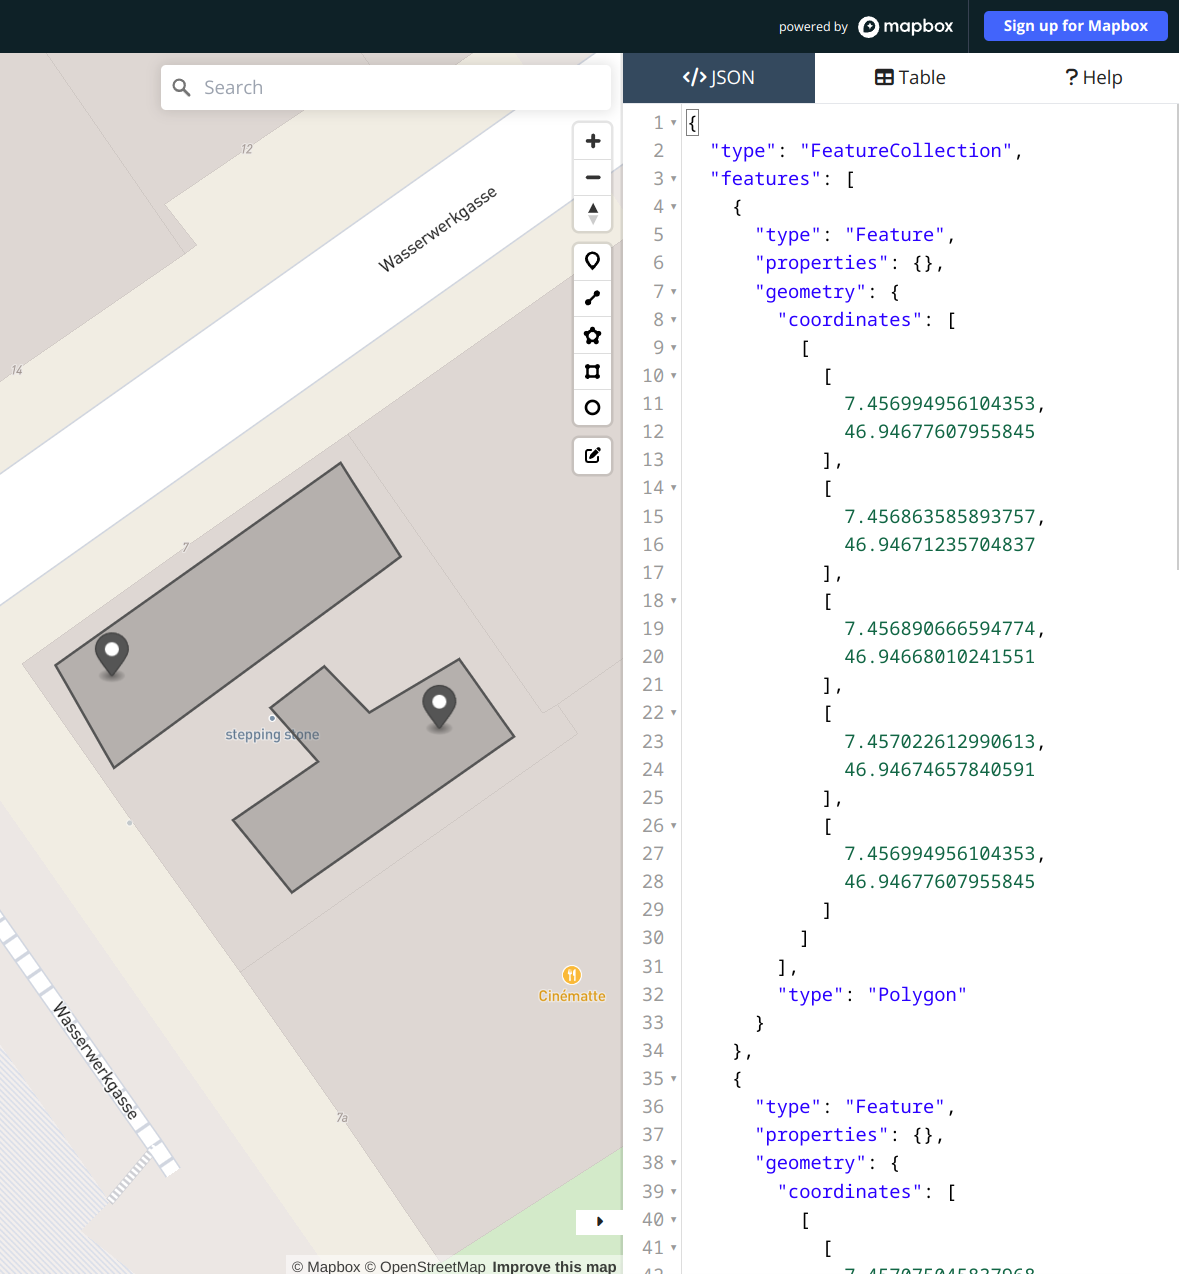 powered by mapbox
Sign up for Mapbox
Search
JSON
Table
? Help
12
Wasserwerkgasse
14
7
stepping stone
Cinématte
Wasserwerkgasse
7a
© Mapbox © OpenStreetMap Improve this map
1 {
2 "type": "FeatureCollection",
3 "features": [
4 {
5 "type": "Feature",
6 "properties": {},
7 "geometry": {
8 "coordinates": [
9 [
10 [
11 7.456994956104353,
12 46.94677607955845
13 ],
14 [
15 7.456863585893757,
16 46.94671235704837
17 ],
18 [
19 7.456890666594774,
20 46.94668010241551
21 ],
22 [
23 7.457022612990613,
24 46.94674657840591
25 ],
26 [
27 7.456994956104353,
28 46.94677607955845
29 ]
30 ]
31 ],
32 "type": "Polygon"
33 }
34 },
35 {
36 "type": "Feature",
37 "properties": {},
38 "geometry": {
39 "coordinates": [
40 [
41 [